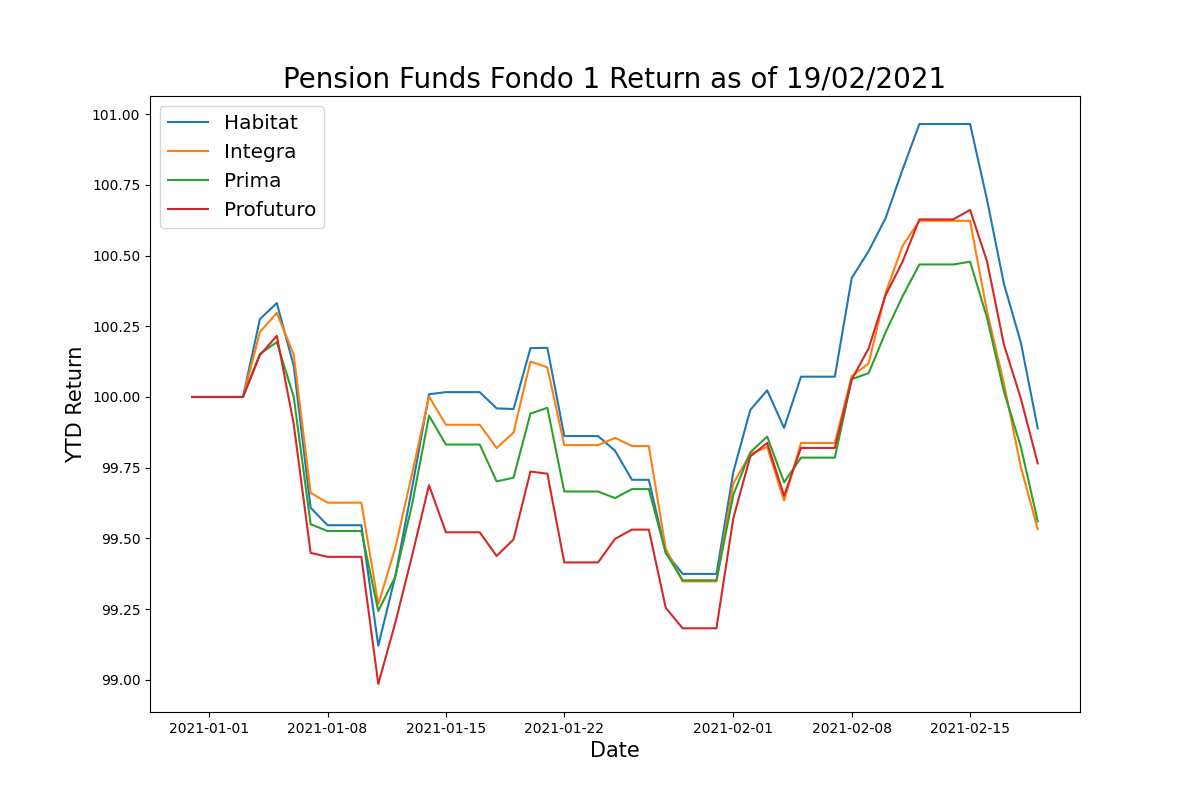 Pension Funds Fondo 1 Return as of 19/02/2021
Habitat
Integra
Prima
Profuturo
YTD Return
101.00
100.75
100.50
100.25
100.00
99.75
99.50
99.25
99.00
2021-01-01
2021-01-08
2021-01-15
2021-01-22
2021-02-01
2021-02-08
2021-02-15
Date